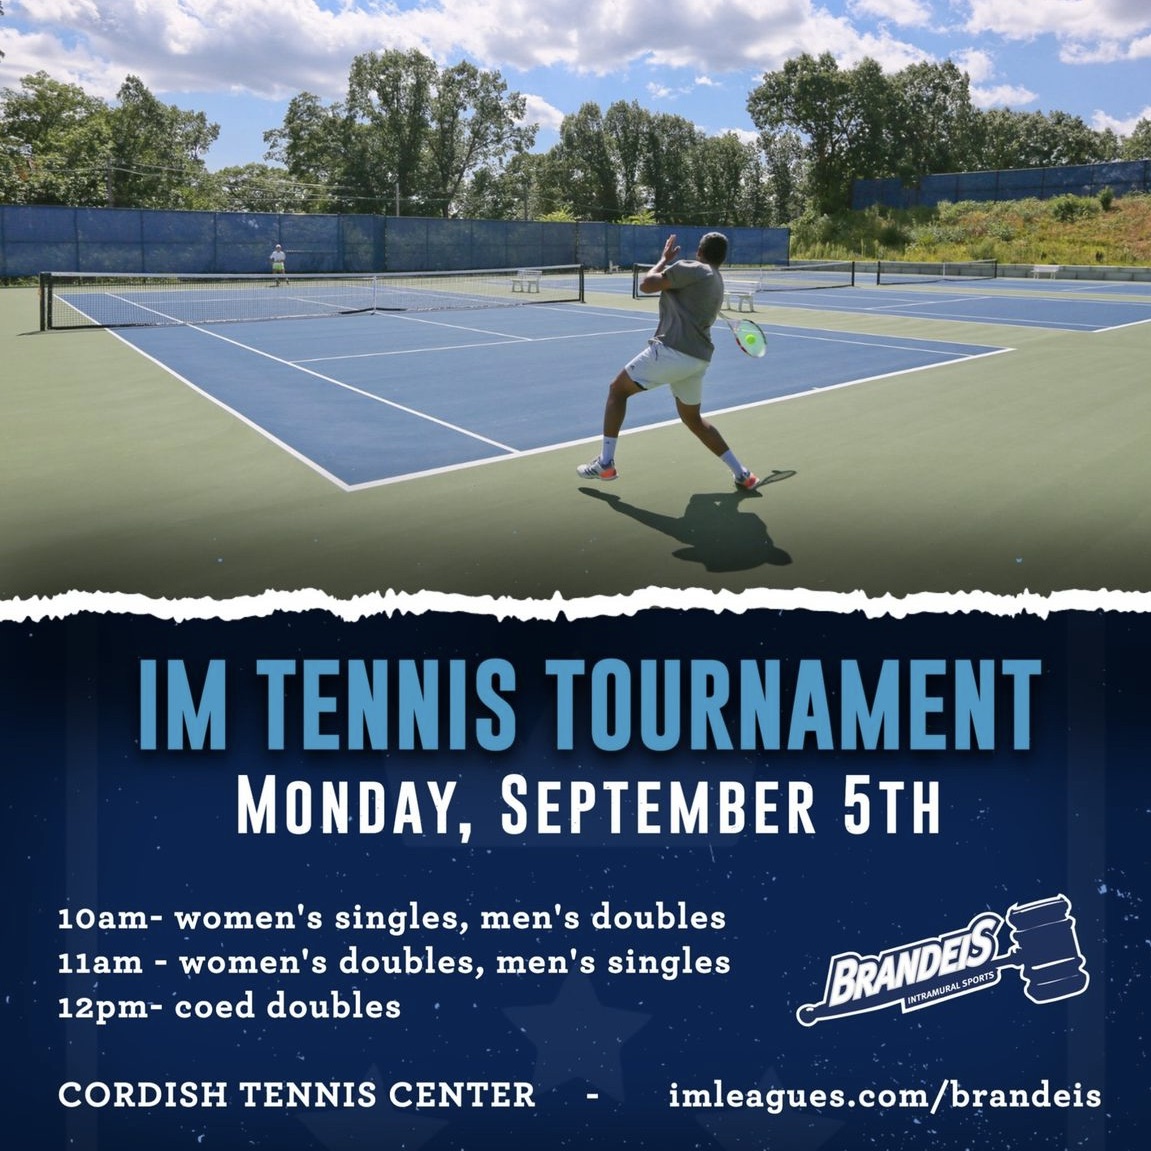 IM TENNIS TOURNAMENT
MONDAY, SEPTEMBER 5TH
10am- women's singles, men's doubles
11am - women's doubles, men's singles
12pm- coed doubles
BRANDEIS
INTRAMURAL SPORTS
CORDISH TENNIS CENTER - imleagues.com/brandeis